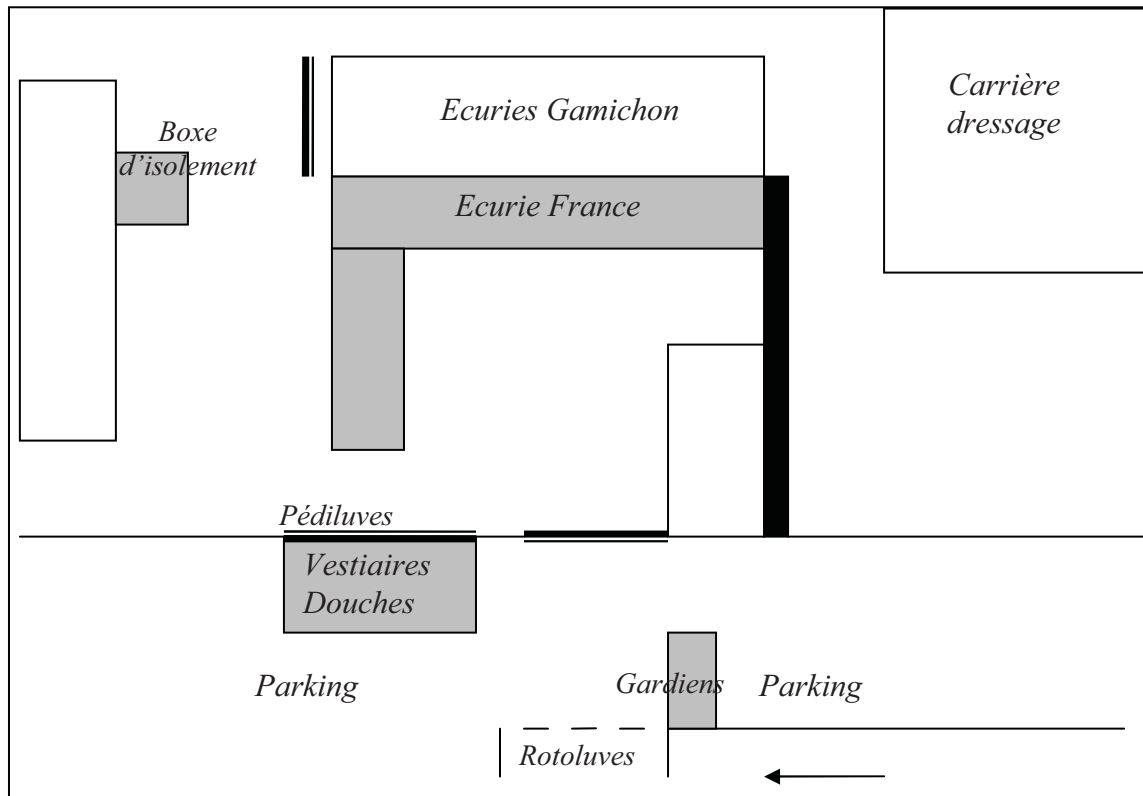 Ecuries Gamichon
Carrière
dressage
Boxe
d'isolement
Ecurie France
Pédiluves
Vestiaires
Douches
Parking
Gardiens
Parking
Rotoluves